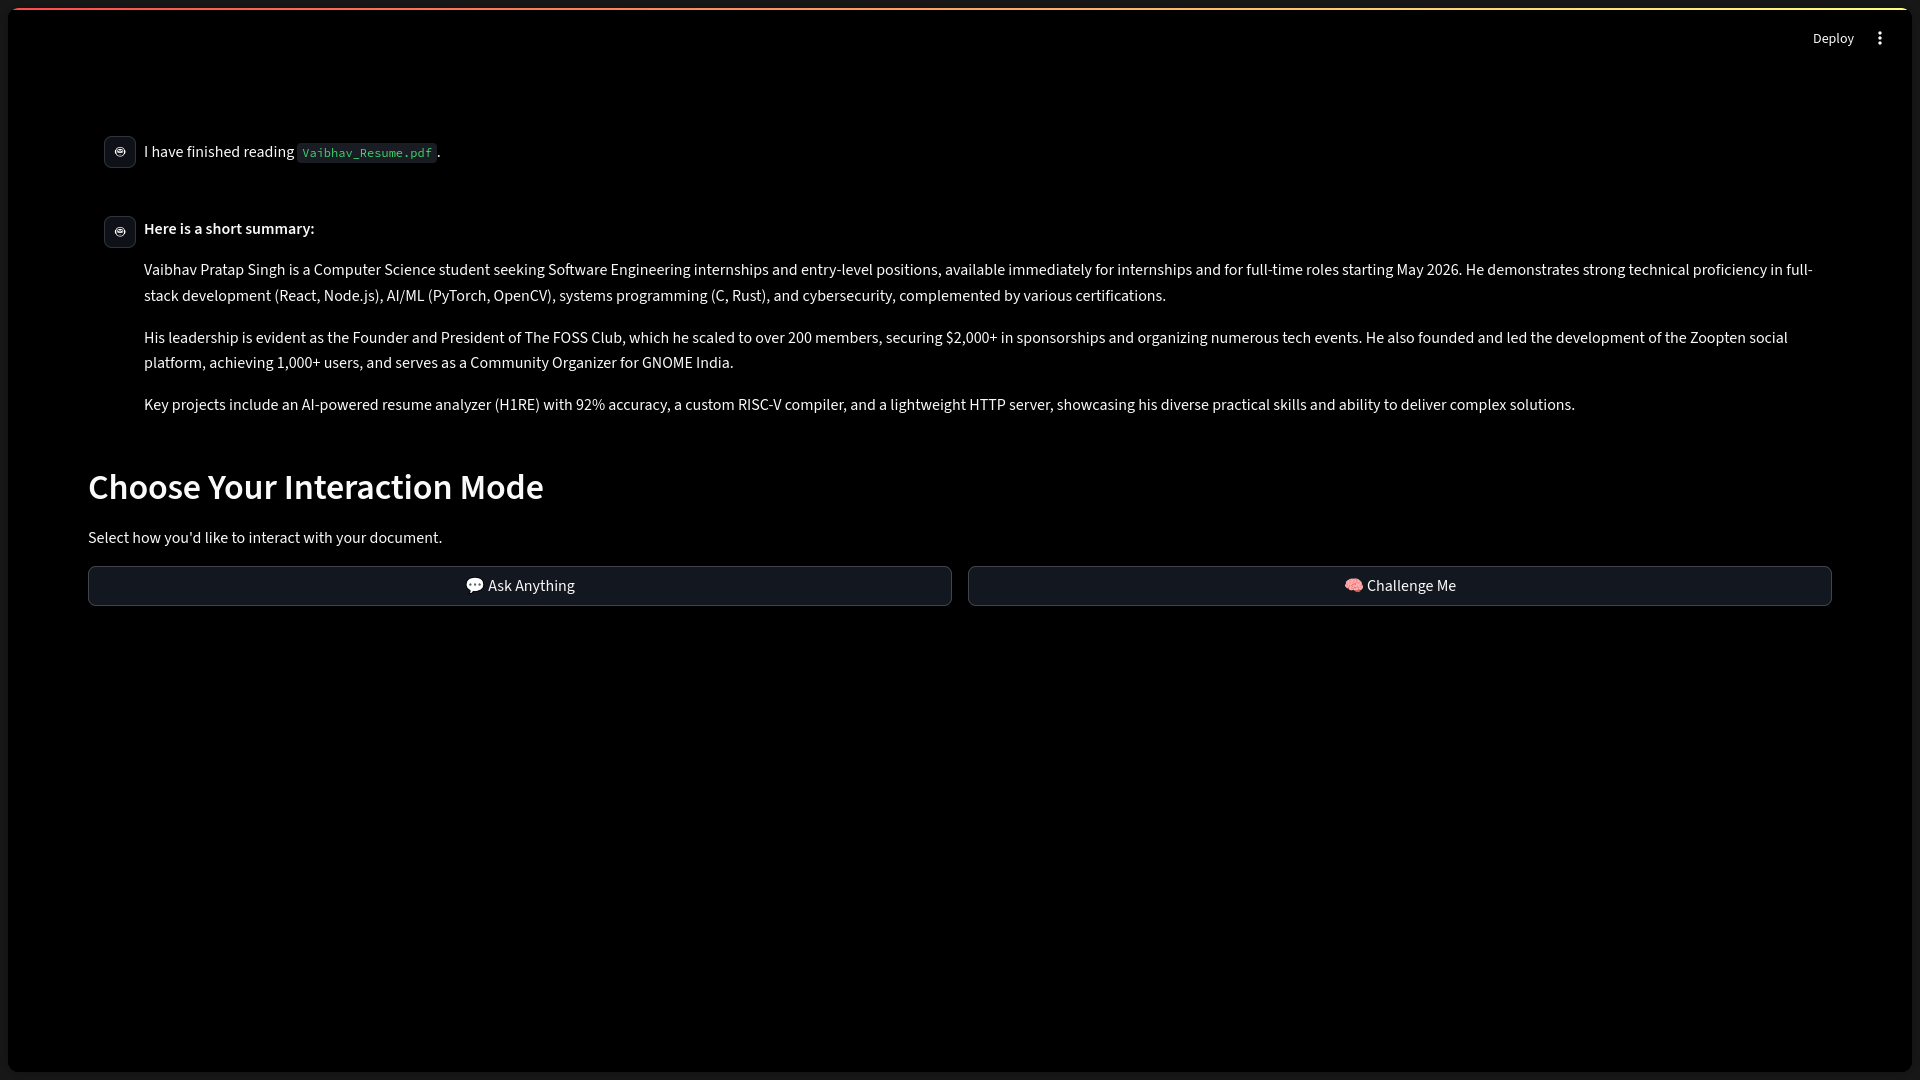 Deploy
I have finished reading Vaibhav_Resume.pdf.
Here is a short summary:
Vaibhav Pratap Singh is a Computer Science student seeking Software Engineering internships and entry-level positions, available immediately for internships and for full-time roles starting May 2026. He demonstrates strong technical proficiency in full-
stack development (React, Node.js), AI/ML (PyTorch, OpenCV), systems programming (C, Rust), and cybersecurity, complemented by various certifications.
His leadership is evident as the Founder and President of The FOSS Club, which he scaled to over 200 members, securing $2,000+ in sponsorships and organizing numerous tech events. He also founded and led the development of the Zoopten social
platform, achieving 1,000+ users, and serves as a Community Organizer for GNOME India.
Key projects include an AI-powered resume analyzer (H1RE) with 92% accuracy, a custom RISC-V compiler, and a lightweight HTTP server, showcasing his diverse practical skills and ability to deliver complex solutions.
Choose Your Interaction Mode
Select how you'd like to interact with your document.
💬 Ask Anything
🧠 Challenge Me